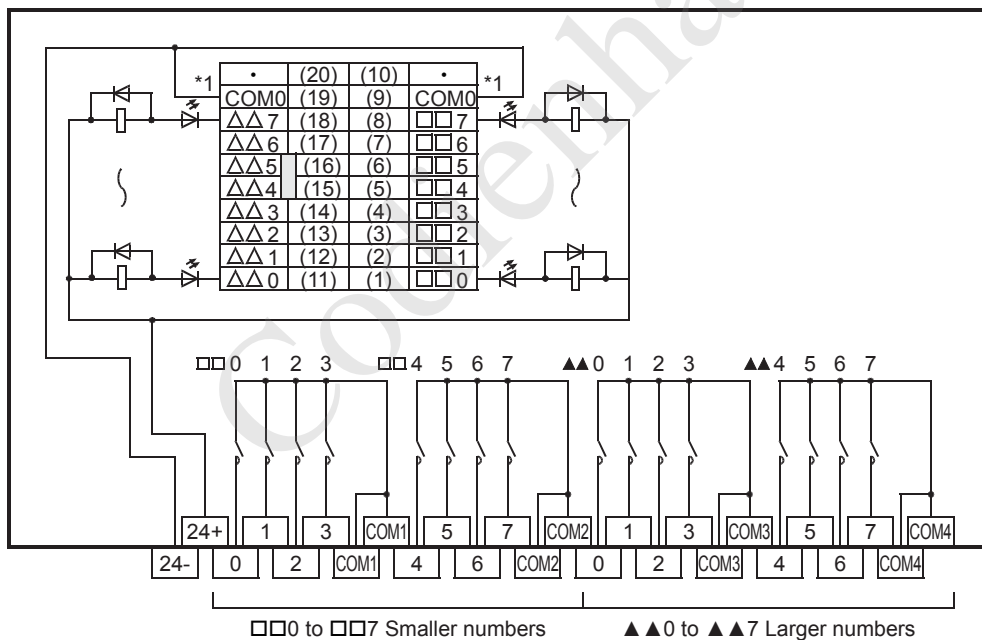 *1 • (20) (10) • *1
COM0 (19) (9) COM0
△△7 (18) (8) □□7
△△6 (17) (7) □□6
△△5 (16) (6) □□5
△△4 (15) (5) □□4
△△3 (14) (4) □□3
△△2 (13) (3) □□2
△△1 (12) (2) □□1
△△0 (11) (1) □□0
□□0 1 2 3 □□4 5 6 7 ▲▲0 1 2 3 ▲▲4 5 6 7
24+ 1 3 COM1 5 7 COM2 1 3 COM3 5 7 COM4
24- 0 2 COM1 4 6 COM2 0 2 COM3 4 6 COM4
□□0 to □□7 Smaller numbers ▲▲0 to ▲▲7 Larger numbers